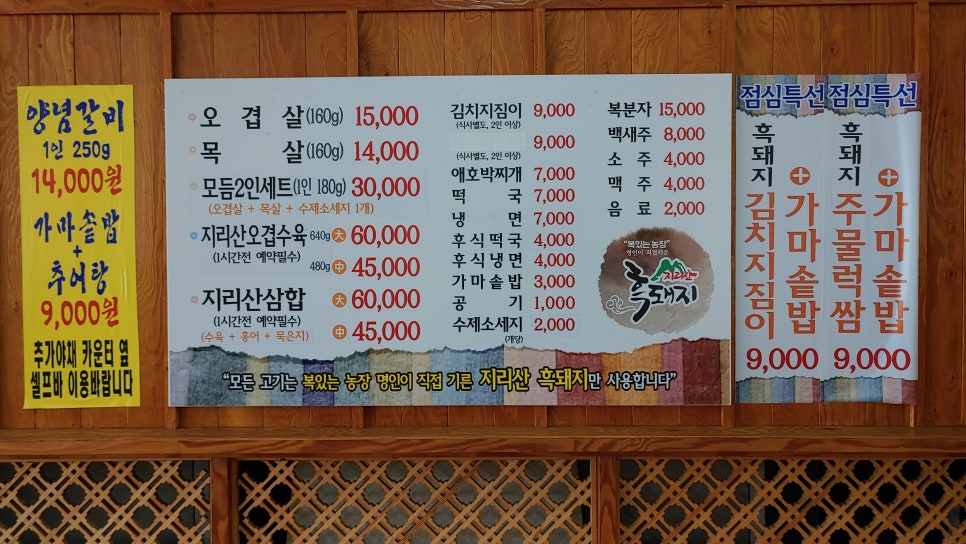 양념갈비
1인 250g
14,000원
가마솥밥
+
추어탕
9,000원
추가야채 카운터 옆
셀프바 이용바랍니다
오겹살(160g) 15,000
목살(160g) 14,000
모듬2인세트(1인 180g) 30,000
(오겹살 + 목살 + 수제소세지 1개)
지리산오겹수육 640g 大 60,000
(1시간전 예약필수)
480g 中 45,000
지리산삼합 大 60,000
(1시간전 예약필수)
(수육 + 홍어 + 묵은지) 中 45,000
김치지짐이 9,000
(식사별도, 2인 이상)
9,000
(식사별도, 2인 이상)
애호박찌개 7,000
떡국 7,000
냉면 7,000
후식떡국 4,000
후식냉면 4,000
가마솥밥 3,000
공기 1,000
수제소세지 2,000
(개당)
복분자 15,000
백새주 8,000
소주 4,000
맥주 4,000
음료 2,000
"복있는 농장"
명인이 직접기른
지리산
흑돼지
"모든 고기는 복있는 농장 명인이 직접 기른 지리산 흑돼지만 사용합니다"
점심특선
흑돼지
김치지짐이
+
가마솥밥
9,000
점심특선
흑돼지
주물럭쌈
+
가마솥밥
9,000